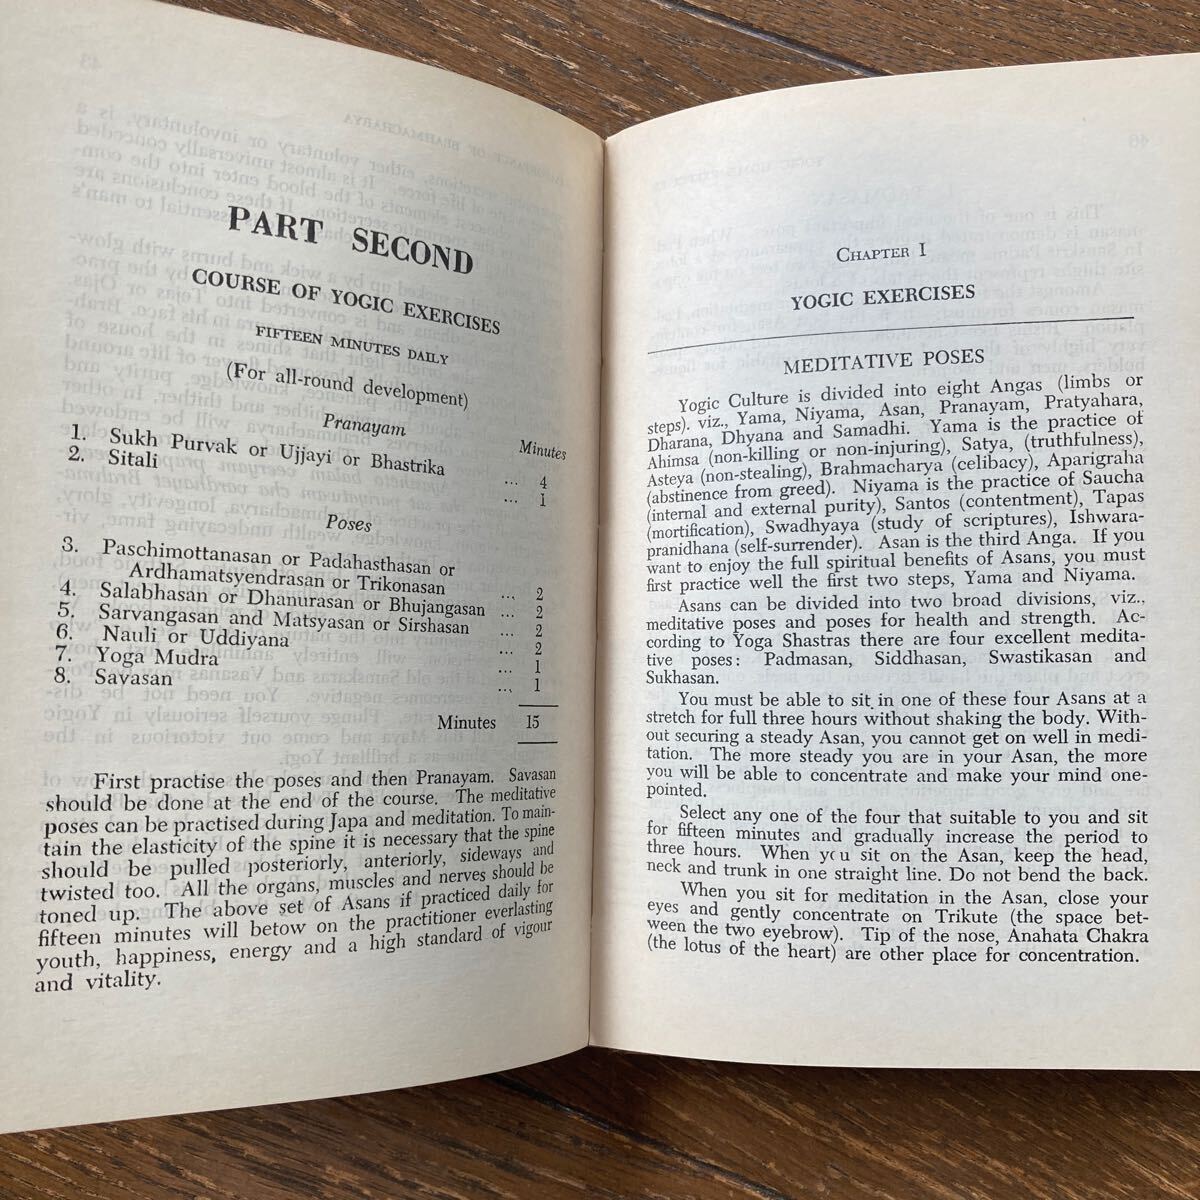 PART SECOND
COURSE OF YOGIC EXERCISES
FIFTEEN MINUTES DAILY
(For all-round development)
Pranayam
Minutes
1. Sukh Purvak or Ujjayi or Bhastrika ... 4
2. Sitali ... 1
Poses
3. Paschimottanasan or Padahasthasan or
Ardhamatsyendrasan or Trikonasan ... 2
4. Salabhasan or Dhanurasan or Bhujangasan ... 2
5. Sarvangasan and Matsyasan or Sirshasan ... 2
6. Nauli or Uddiyana ... 2
7. Yoga Mudra ... 1
8. Savasan ... 1
Minutes 15
First practise the poses and then Pranayam. Savasan
should be done at the end of the course. The meditative
poses can be practised during Japa and meditation. To main-
tain the elasticity of the spine it is necessary that the spine
should be pulled posteriorly, anteriorly, sideways and
twisted too. All the organs, muscles and nerves should be
toned up. The above set of Asans if practiced daily for
fifteen minutes will betow on the practitioner everlasting
youth, happiness, energy and a high standard of vigour
and vitality.
CHAPTER I
YOGIC EXERCISES
MEDITATIVE POSES
Yogic Culture is divided into eight Angas (limbs or
steps). viz., Yama, Niyama, Asan, Pranayam, Pratyahara,
Dharana, Dhyana and Samadhi. Yama is the practice of
Ahimsa (non-killing or non-injuring), Satya, (truthfulness),
Asteya (non-stealing), Brahmacharya (celibacy), Aparigraha
(abstinence from greed). Niyama is the practice of Saucha
(internal and external purity), Santos (contentment), Tapas
(mortification), Swadhyaya (study of scriptures), Ishwara-
pranidhana (self-surrender). Asan is the third Anga. If you
want to enjoy the full spiritual benefits of Asans, you must
first practice well the first two steps, Yama and Niyama.
Asans can be divided into two broad divisions, viz.,
meditative poses and poses for health and strength. Ac-
cording to Yoga Shastras there are four excellent medita-
tive poses: Padmasan, Siddhasan, Swastikasan and
Sukhasan.
You must be able to sit in one of these four Asans at a
stretch for full three hours without shaking the body. With-
out securing a steady Asan, you cannot get on well in medi-
tation. The more steady you are in your Asan, the more
you will be able to concentrate and make your mind one-
pointed.
Select any one of the four that suitable to you and sit
for fifteen minutes and gradually increase the period to
three hours. When you sit on the Asan, keep the head,
neck and trunk in one straight line. Do not bend the back.
When you sit for meditation in the Asan, close your
eyes and gently concentrate on Trikute (the space bet-
ween the two eyebrow). Tip of the nose, Anahata Chakra
(the lotus of the heart) are other place for concentration.